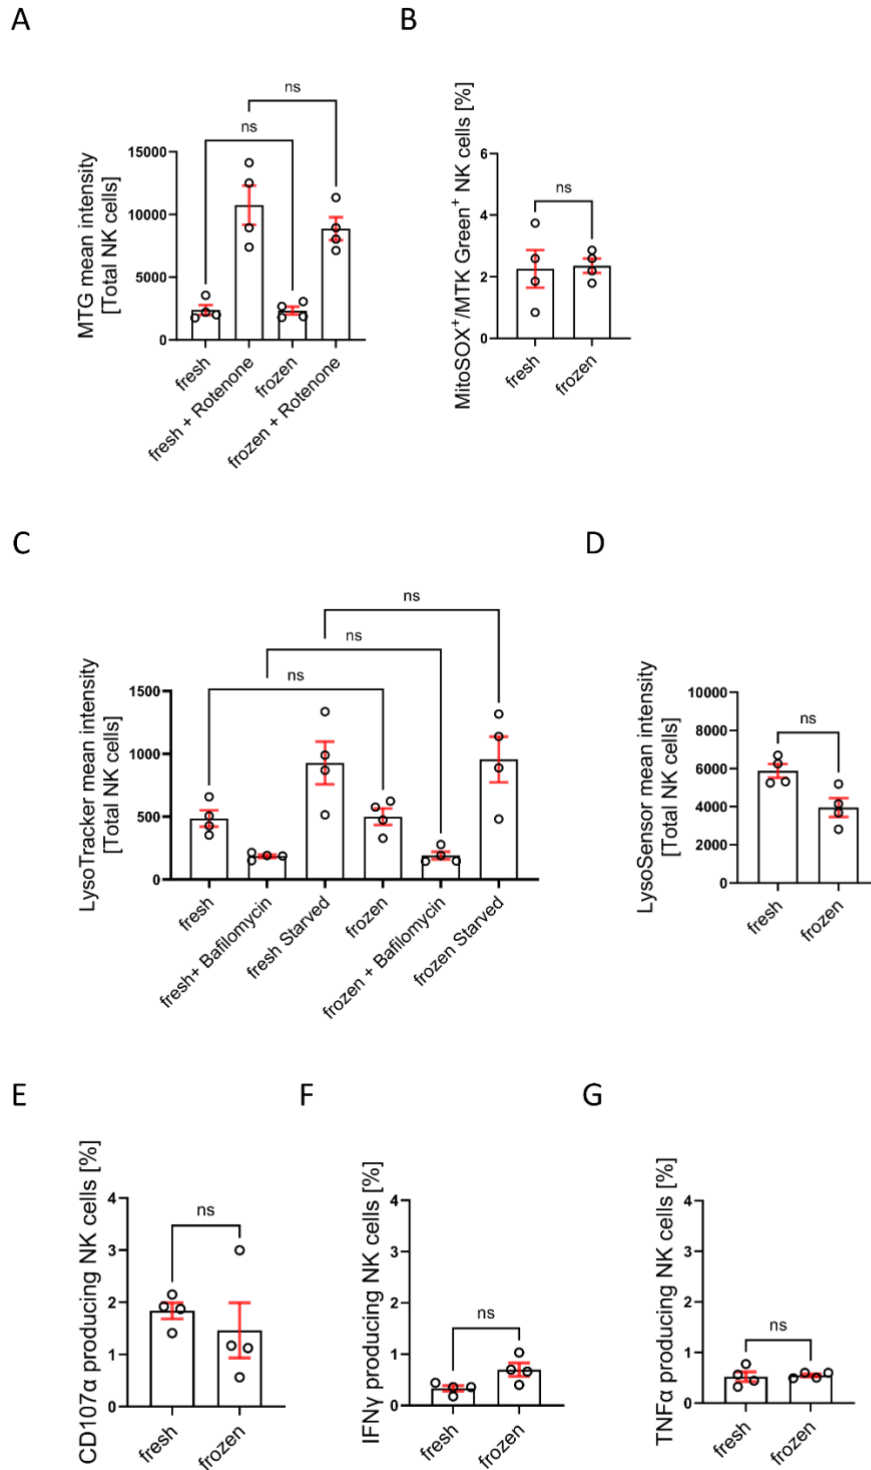 A
B
MTG mean intensity
[Total NK cells]
15000
10000
5000
0
ns
ns
fresh
fresh + Rotenone
frozen
frozen + Rotenone
MitoSOX⁺/MTK Green⁺ NK cells [%]
6
4
2
0
ns
fresh
frozen
C
D
LysoTracker mean intensity
[Total NK cells]
1500
1000
500
0
ns
ns
ns
fresh
fresh+ Bafilomycin
fresh Starved
frozen
frozen + Bafilomycin
frozen Starved
LysoSensor mean intensity
[Total NK cells]
10000
8000
6000
4000
2000
0
ns
fresh
frozen
E
F
G
CD107α producing NK cells [%]
4
3
2
1
0
ns
fresh
frozen
IFNγ producing NK cells [%]
4
3
2
1
0
ns
fresh
frozen
TNFα producing NK cells [%]
4
3
2
1
0
ns
fresh
frozen